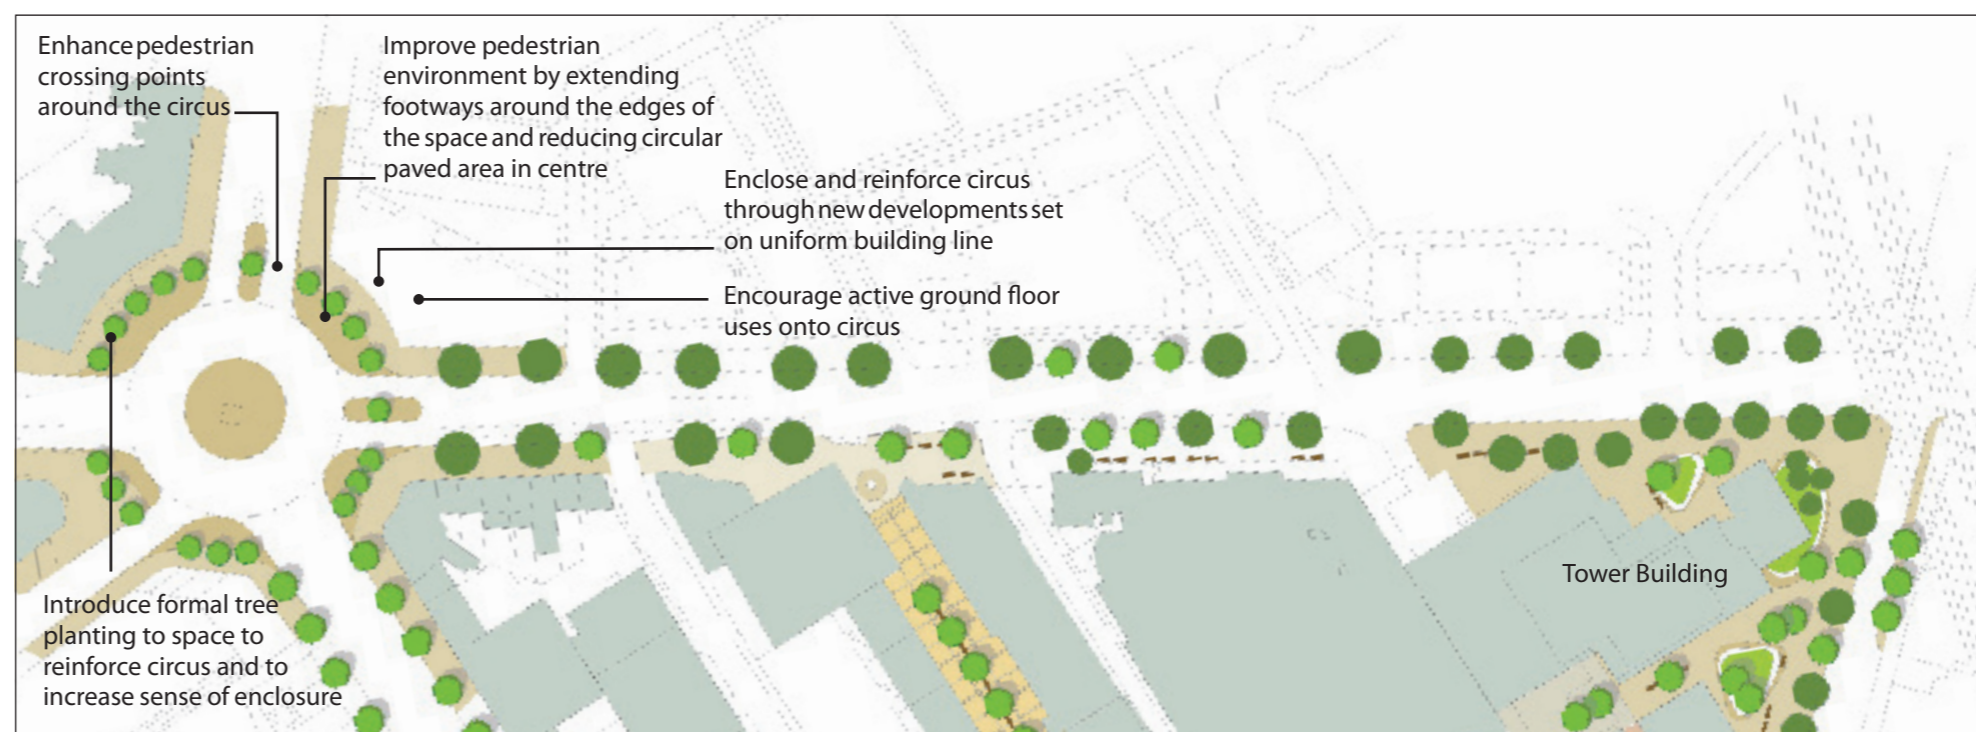 Enhance pedestrian
crossing points
around the circus
Improve pedestrian
environment by extending
footways around the edges of
the space and reducing circular
paved area in centre
Enclose and reinforce circus
through new developments set
on uniform building line
Encourage active ground floor
uses onto circus
Tower Building
Introduce formal tree
planting to space to
reinforce circus and to
increase sense of enclosure